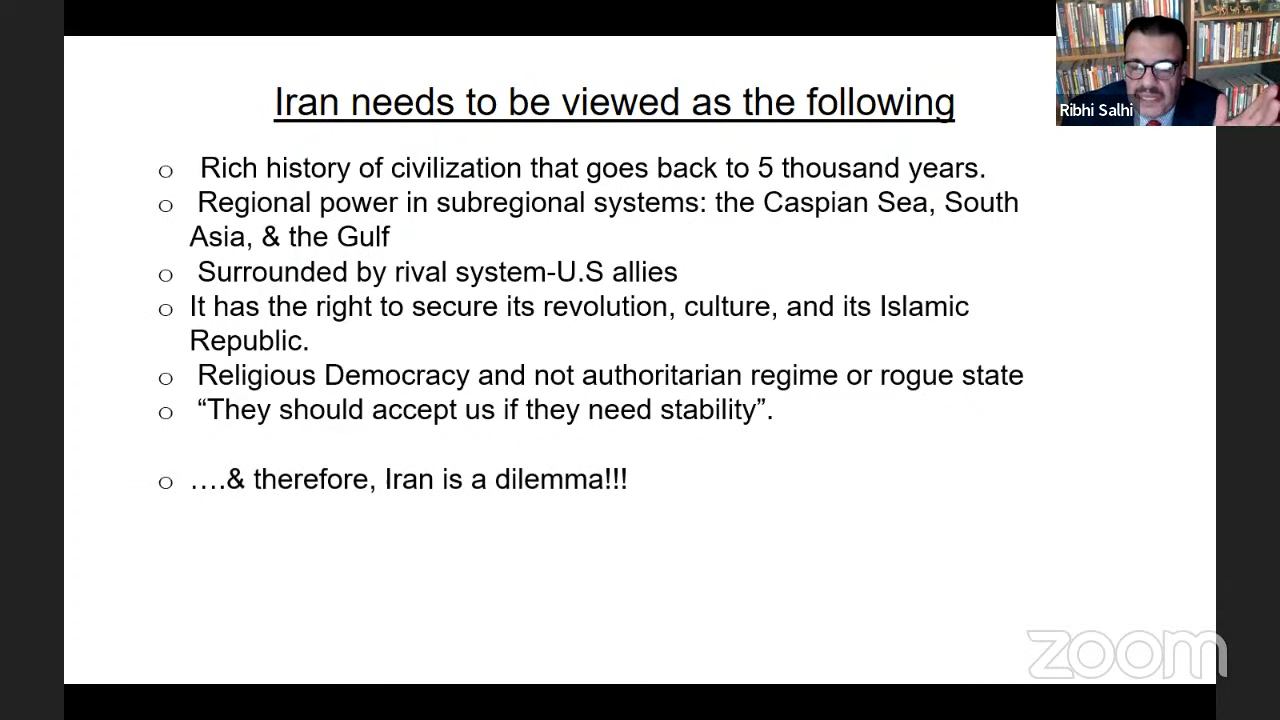 Iran needs to be viewed as the following
Ribhi Salhi
o Rich history of civilization that goes back to 5 thousand years.
o Regional power in subregional systems: the Caspian Sea, South
Asia, & the Gulf
o Surrounded by rival system-U.S allies
o It has the right to secure its revolution, culture, and its Islamic
Republic.
o Religious Democracy and not authoritarian regime or rogue state
o “They should accept us if they need stability”.
o ….& therefore, Iran is a dilemma!!!
zoom